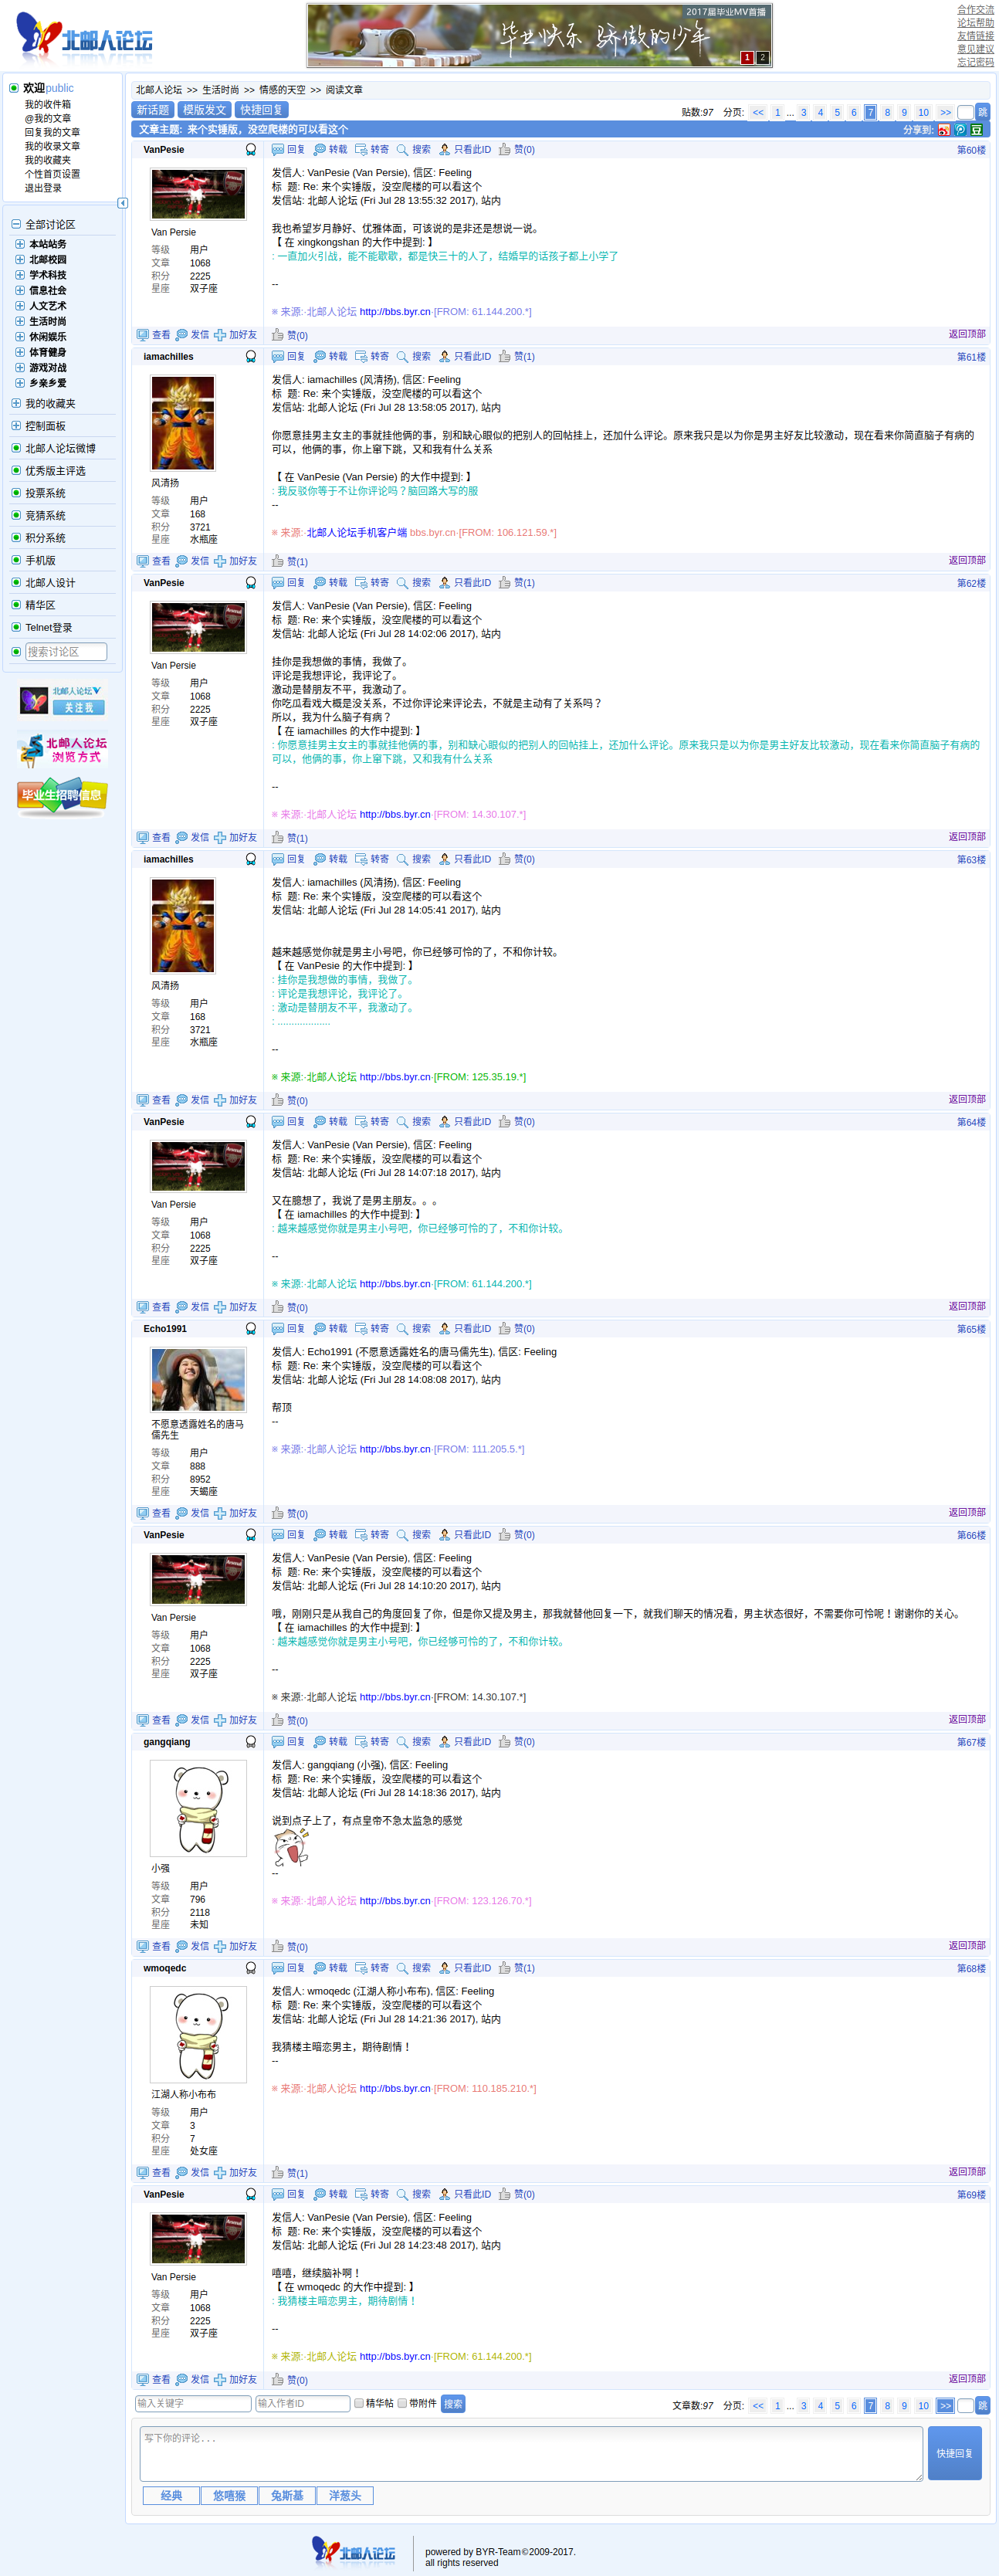 北邮人论坛
2017届毕业MV首播
毕业快乐 骄傲的少年
1 2
合作交流
论坛帮助
友情链接
意见建议
忘记密码
欢迎public
我的收件箱
@我的文章
回复我的文章
我的收录文章
我的收藏夹
个性首页设置
退出登录
全部讨论区
本站站务
北邮校园
学术科技
信息社会
人文艺术
生活时尚
休闲娱乐
体育健身
游戏对战
乡亲乡爱
我的收藏夹
控制面板
北邮人论坛微博
优秀版主评选
投票系统
竞猜系统
积分系统
手机版
北邮人设计
精华区
Telnet登录
搜索讨论区
北邮人论坛
关注我
北邮人论坛
浏览方式
毕业生招聘信息
北邮人论坛 >> 生活时尚 >> 情感的天空 >> 阅读文章
新话题 模版发文 快捷回复
贴数:97 分页: << 1 ... 3 4 5 6 7 8 9 10 >> 跳
文章主题: 来个实锤版，没空爬楼的可以看这个 分享到:
VanPesie 回复 转载 转寄 搜索 只看此ID 赞(0) 第60楼
Van Persie
等级 用户
文章 1068
积分 2225
星座 双子座
发信人: VanPesie (Van Persie), 信区: Feeling
标 题: Re: 来个实锤版，没空爬楼的可以看这个
发信站: 北邮人论坛 (Fri Jul 28 13:55:32 2017), 站内
我也希望岁月静好、优雅体面，可该说的是非还是想说一说。
【 在 xingkongshan 的大作中提到: 】
: 一直加火引战，能不能歇歇，都是快三十的人了，结婚早的话孩子都上小学了
--
※ 来源:·北邮人论坛 http://bbs.byr.cn·[FROM: 61.144.200.*]
查看 发信 加好友 赞(0) 返回顶部
iamachilles 回复 转载 转寄 搜索 只看此ID 赞(1) 第61楼
风清扬
等级 用户
文章 168
积分 3721
星座 水瓶座
发信人: iamachilles (风清扬), 信区: Feeling
标 题: Re: 来个实锤版，没空爬楼的可以看这个
发信站: 北邮人论坛 (Fri Jul 28 13:58:05 2017), 站内
你愿意挂男主女主的事就挂他俩的事，别和缺心眼似的把别人的回帖挂上，还加什么评论。原来我只是以为你是男主好友比较激动，现在看来你简直脑子有病的
可以，他俩的事，你上窜下跳，又和我有什么关系
【 在 VanPesie (Van Persie) 的大作中提到: 】
: 我反驳你等于不让你评论吗？脑回路大写的服
--
※ 来源:·北邮人论坛手机客户端 bbs.byr.cn·[FROM: 106.121.59.*]
查看 发信 加好友 赞(1) 返回顶部
VanPesie 回复 转载 转寄 搜索 只看此ID 赞(1) 第62楼
Van Persie
等级 用户
文章 1068
积分 2225
星座 双子座
发信人: VanPesie (Van Persie), 信区: Feeling
标 题: Re: 来个实锤版，没空爬楼的可以看这个
发信站: 北邮人论坛 (Fri Jul 28 14:02:06 2017), 站内
挂你是我想做的事情，我做了。
评论是我想评论，我评论了。
激动是替朋友不平，我激动了。
你吃瓜看戏大概是没关系，不过你评论来评论去，不就是主动有了关系吗？
所以，我为什么脑子有病？
【 在 iamachilles 的大作中提到: 】
: 你愿意挂男主女主的事就挂他俩的事，别和缺心眼似的把别人的回帖挂上，还加什么评论。原来我只是以为你是男主好友比较激动，现在看来你简直脑子有病的
可以，他俩的事，你上窜下跳，又和我有什么关系
--
※ 来源:·北邮人论坛 http://bbs.byr.cn·[FROM: 14.30.107.*]
查看 发信 加好友 赞(1) 返回顶部
iamachilles 回复 转载 转寄 搜索 只看此ID 赞(0) 第63楼
风清扬
等级 用户
文章 168
积分 3721
星座 水瓶座
发信人: iamachilles (风清扬), 信区: Feeling
标 题: Re: 来个实锤版，没空爬楼的可以看这个
发信站: 北邮人论坛 (Fri Jul 28 14:05:41 2017), 站内
越来越感觉你就是男主小号吧，你已经够可怜的了，不和你计较。
【 在 VanPesie 的大作中提到: 】
: 挂你是我想做的事情，我做了。
: 评论是我想评论，我评论了。
: 激动是替朋友不平，我激动了。
: ...................
--
※ 来源:·北邮人论坛 http://bbs.byr.cn·[FROM: 125.35.19.*]
查看 发信 加好友 赞(0) 返回顶部
VanPesie 回复 转载 转寄 搜索 只看此ID 赞(0) 第64楼
Van Persie
等级 用户
文章 1068
积分 2225
星座 双子座
发信人: VanPesie (Van Persie), 信区: Feeling
标 题: Re: 来个实锤版，没空爬楼的可以看这个
发信站: 北邮人论坛 (Fri Jul 28 14:07:18 2017), 站内
又在臆想了，我说了是男主朋友。。。
【 在 iamachilles 的大作中提到: 】
: 越来越感觉你就是男主小号吧，你已经够可怜的了，不和你计较。
--
※ 来源:·北邮人论坛 http://bbs.byr.cn·[FROM: 61.144.200.*]
查看 发信 加好友 赞(0) 返回顶部
Echo1991 回复 转载 转寄 搜索 只看此ID 赞(0) 第65楼
不愿意透露姓名的唐马
儒先生
等级 用户
文章 888
积分 8952
星座 天蝎座
发信人: Echo1991 (不愿意透露姓名的唐马儒先生), 信区: Feeling
标 题: Re: 来个实锤版，没空爬楼的可以看这个
发信站: 北邮人论坛 (Fri Jul 28 14:08:08 2017), 站内
帮顶
--
※ 来源:·北邮人论坛 http://bbs.byr.cn·[FROM: 111.205.5.*]
查看 发信 加好友 赞(0) 返回顶部
VanPesie 回复 转载 转寄 搜索 只看此ID 赞(0) 第66楼
Van Persie
等级 用户
文章 1068
积分 2225
星座 双子座
发信人: VanPesie (Van Persie), 信区: Feeling
标 题: Re: 来个实锤版，没空爬楼的可以看这个
发信站: 北邮人论坛 (Fri Jul 28 14:10:20 2017), 站内
哦，刚刚只是从我自己的角度回复了你，但是你又提及男主，那我就替他回复一下，就我们聊天的情况看，男主状态很好，不需要你可怜呢！谢谢你的关心。
【 在 iamachilles 的大作中提到: 】
: 越来越感觉你就是男主小号吧，你已经够可怜的了，不和你计较。
--
※ 来源:·北邮人论坛 http://bbs.byr.cn·[FROM: 14.30.107.*]
查看 发信 加好友 赞(0) 返回顶部
gangqiang 回复 转载 转寄 搜索 只看此ID 赞(0) 第67楼
小强
等级 用户
文章 796
积分 2118
星座 未知
发信人: gangqiang (小强), 信区: Feeling
标 题: Re: 来个实锤版，没空爬楼的可以看这个
发信站: 北邮人论坛 (Fri Jul 28 14:18:36 2017), 站内
说到点子上了，有点皇帝不急太监急的感觉
--
※ 来源:·北邮人论坛 http://bbs.byr.cn·[FROM: 123.126.70.*]
查看 发信 加好友 赞(0) 返回顶部
wmoqedc 回复 转载 转寄 搜索 只看此ID 赞(1) 第68楼
江湖人称小布布
等级 用户
文章 3
积分 7
星座 处女座
发信人: wmoqedc (江湖人称小布布), 信区: Feeling
标 题: Re: 来个实锤版，没空爬楼的可以看这个
发信站: 北邮人论坛 (Fri Jul 28 14:21:36 2017), 站内
我猜楼主暗恋男主，期待剧情！
--
※ 来源:·北邮人论坛 http://bbs.byr.cn·[FROM: 110.185.210.*]
查看 发信 加好友 赞(1) 返回顶部
VanPesie 回复 转载 转寄 搜索 只看此ID 赞(0) 第69楼
Van Persie
等级 用户
文章 1068
积分 2225
星座 双子座
发信人: VanPesie (Van Persie), 信区: Feeling
标 题: Re: 来个实锤版，没空爬楼的可以看这个
发信站: 北邮人论坛 (Fri Jul 28 14:23:48 2017), 站内
嘻嘻，继续脑补啊！
【 在 wmoqedc 的大作中提到: 】
: 我猜楼主暗恋男主，期待剧情！
--
※ 来源:·北邮人论坛 http://bbs.byr.cn·[FROM: 61.144.200.*]
查看 发信 加好友 赞(0) 返回顶部
输入关键字 输入作者ID 精华帖 带附件 搜索
文章数:97 分页: << 1 ... 3 4 5 6 7 8 9 10 >> 跳
写下你的评论...
快捷回复
经典 悠嘻猴 兔斯基 洋葱头
北邮人论坛
powered by BYR-Team©2009-2017.
all rights reserved